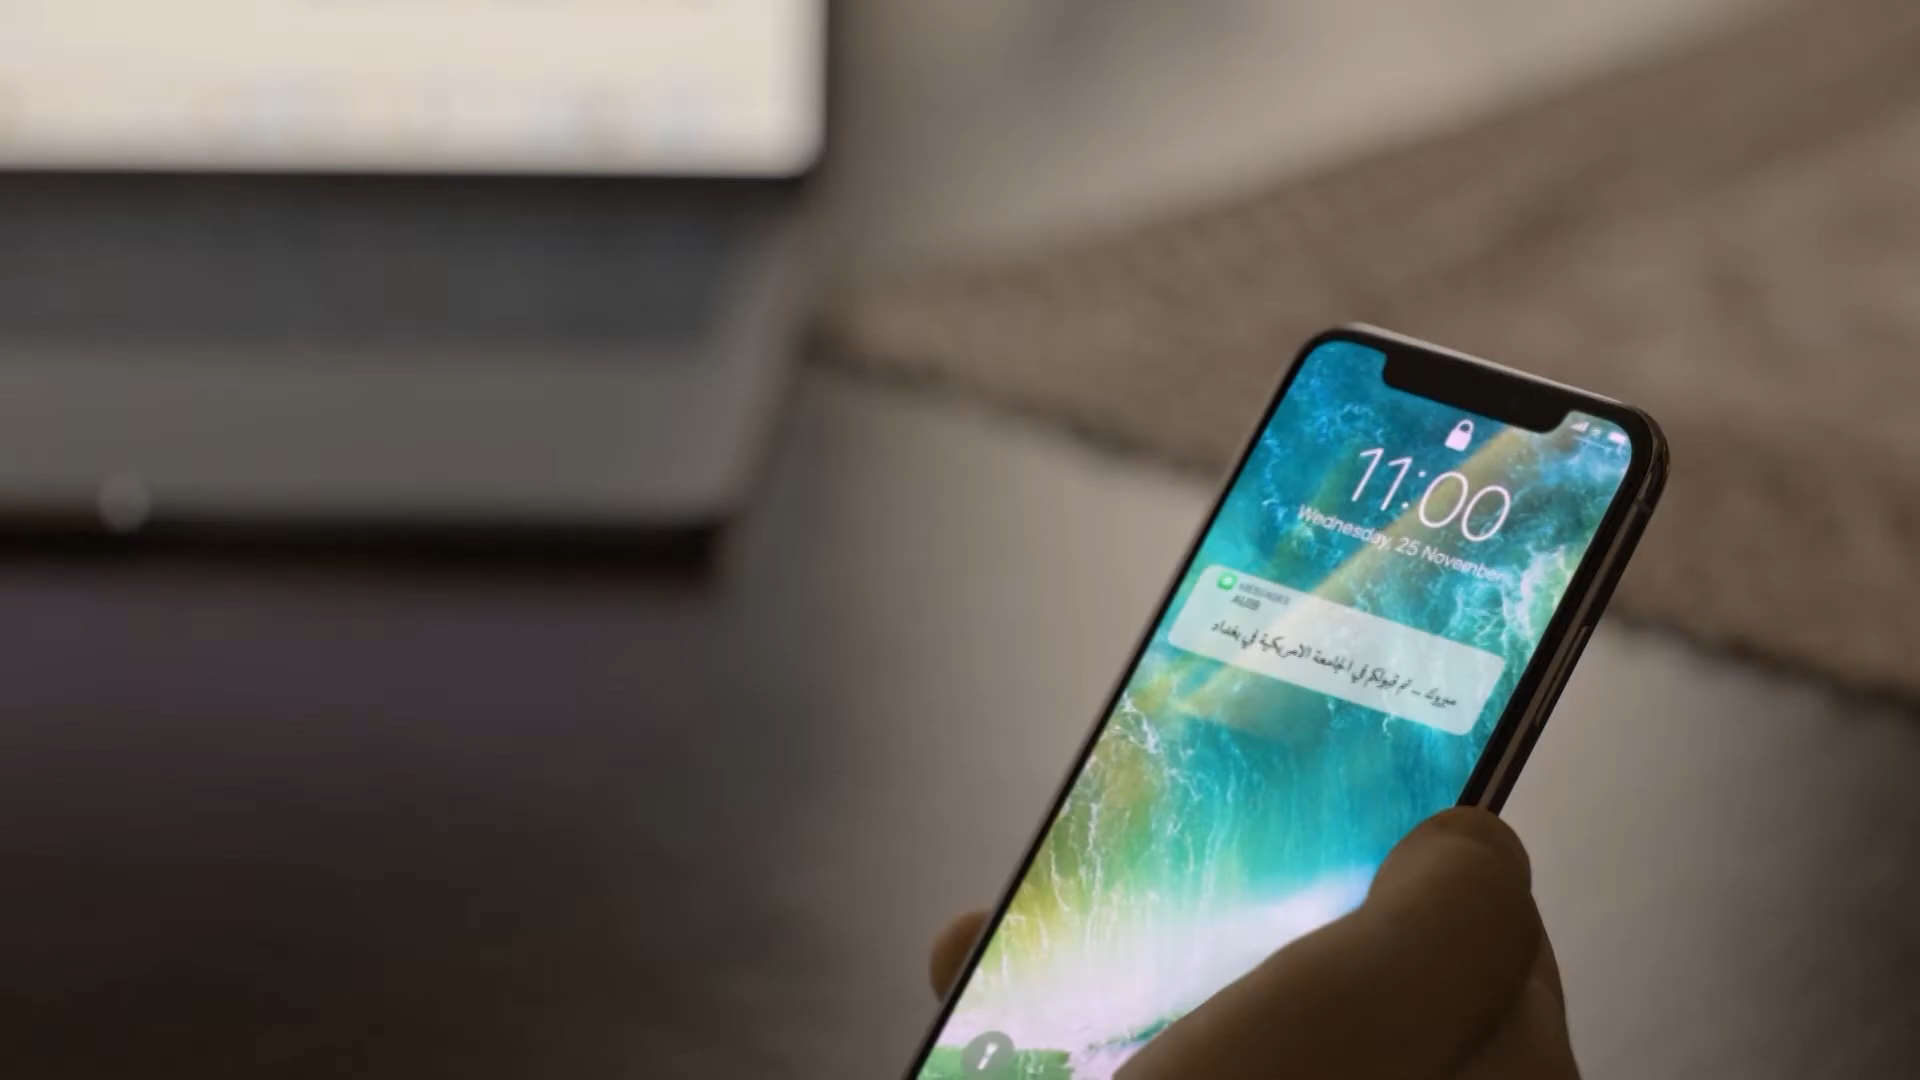 11:00
Wednesday, 25 November
MESSAGES
AUIB
مبروك – تم قبولكم في الجامعة الامريكية في بغداد